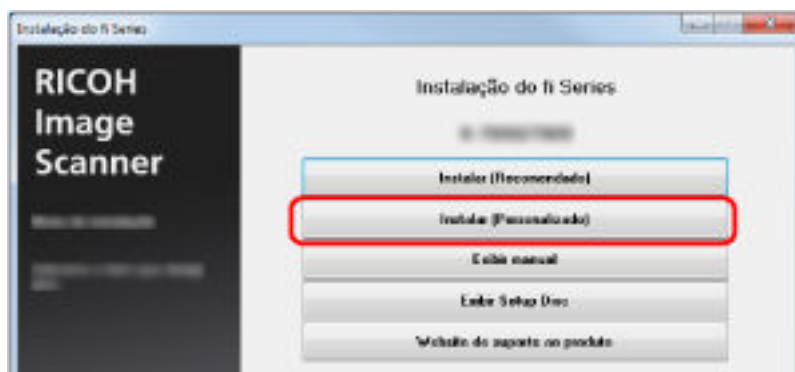 Instalação do fi Series
RICOH
Image
Scanner
Instalação do fi Series
Instalar (Recomendado)
Instalar (Personalizado)
Exibir manual
Exibir Setup Disc
Website de suporte ao produto